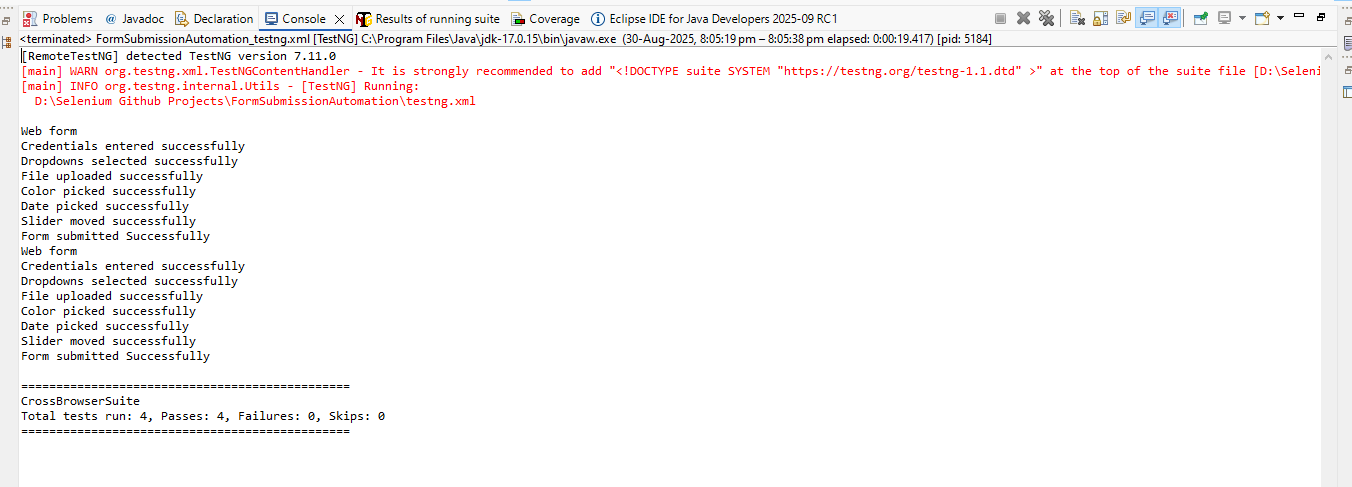 Problems @ Javadoc Declaration Console Results of running suite Coverage Eclipse IDE for Java Developers 2025-09 RC1
<terminated> FormSubmissionAutomation_testng.xml [TestNG] C:\Program Files\Java\jdk-17.0.15\bin\javaw.exe (30-Aug-2025, 8:05:19 pm – 8:05:38 pm elapsed: 0:00:19.417) [pid: 5184]
[RemoteTestNG] detected TestNG version 7.11.0
[main] WARN org.testng.xml.TestNGContentHandler - It is strongly recommended to add "<!DOCTYPE suite SYSTEM "https://testng.org/testng-1.1.dtd" >" at the top of the suite file [D:\Seleni
[main] INFO org.testng.internal.Utils - [TestNG] Running:
D:\Selenium Github Projects\FormSubmissionAutomation\testng.xml
Web form
Credentials entered successfully
Dropdowns selected successfully
File uploaded successfully
Color picked successfully
Date picked successfully
Slider moved successfully
Form submitted Successfully
Web form
Credentials entered successfully
Dropdowns selected successfully
File uploaded successfully
Color picked successfully
Date picked successfully
Slider moved successfully
Form submitted Successfully
===============================================
CrossBrowserSuite
Total tests run: 4, Passes: 4, Failures: 0, Skips: 0
===============================================